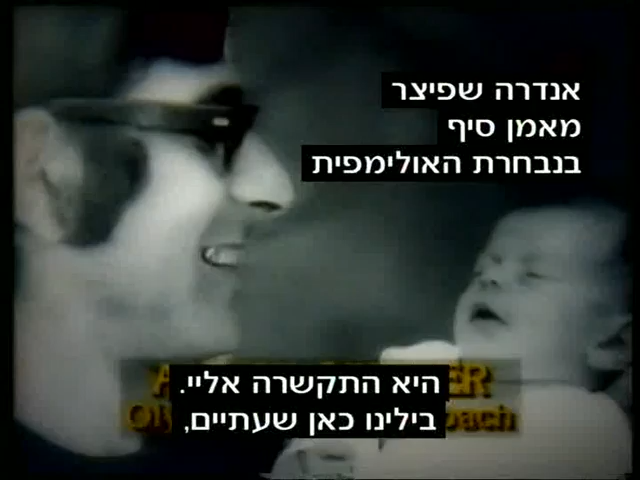 אנדרה שפיצר
מאמן סיף
בנבחרת האולימפית
היא התקשרה אליי.
בילינו כאן שעתיים,